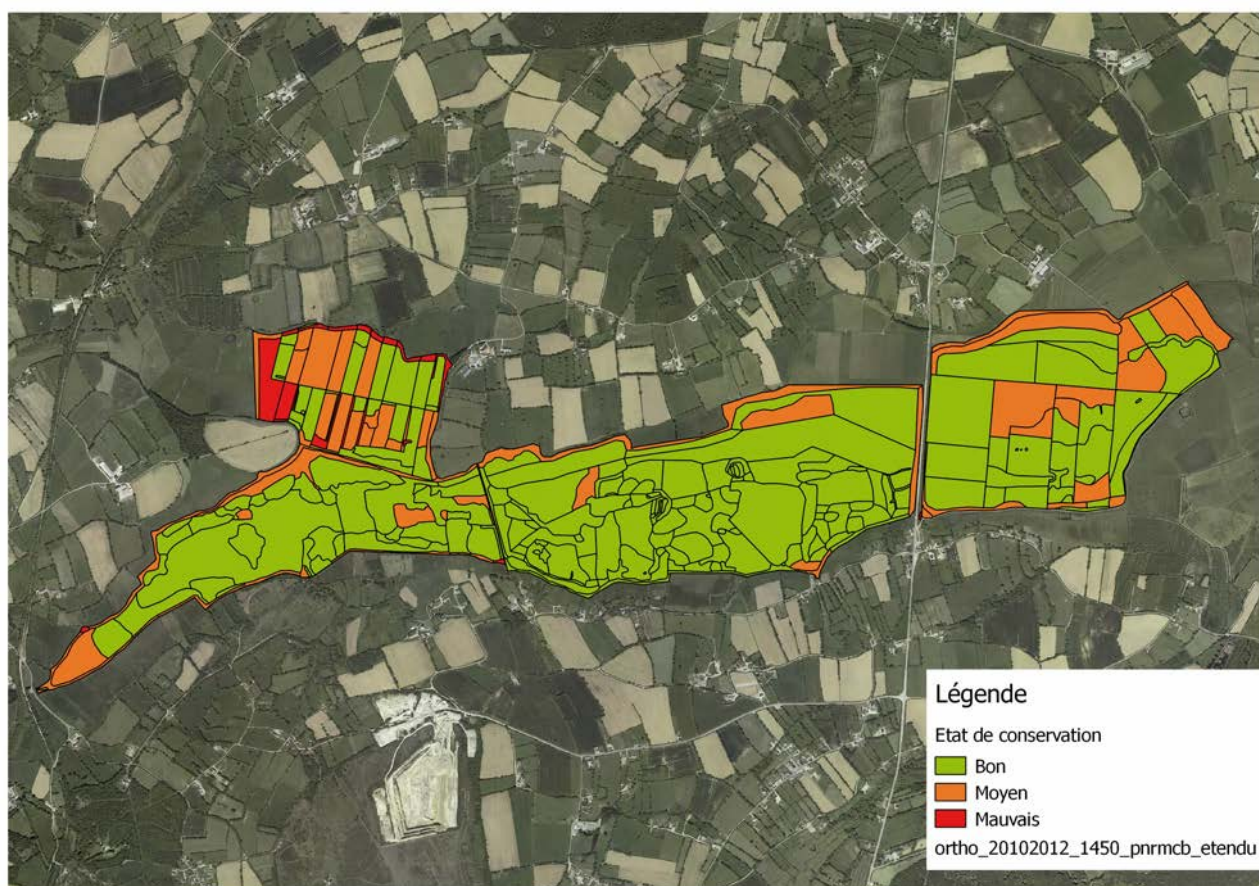 Légende
Etat de conservation
Bon
Moyen
Mauvais
ortho_20102012_1450_pnrmcb_etendu